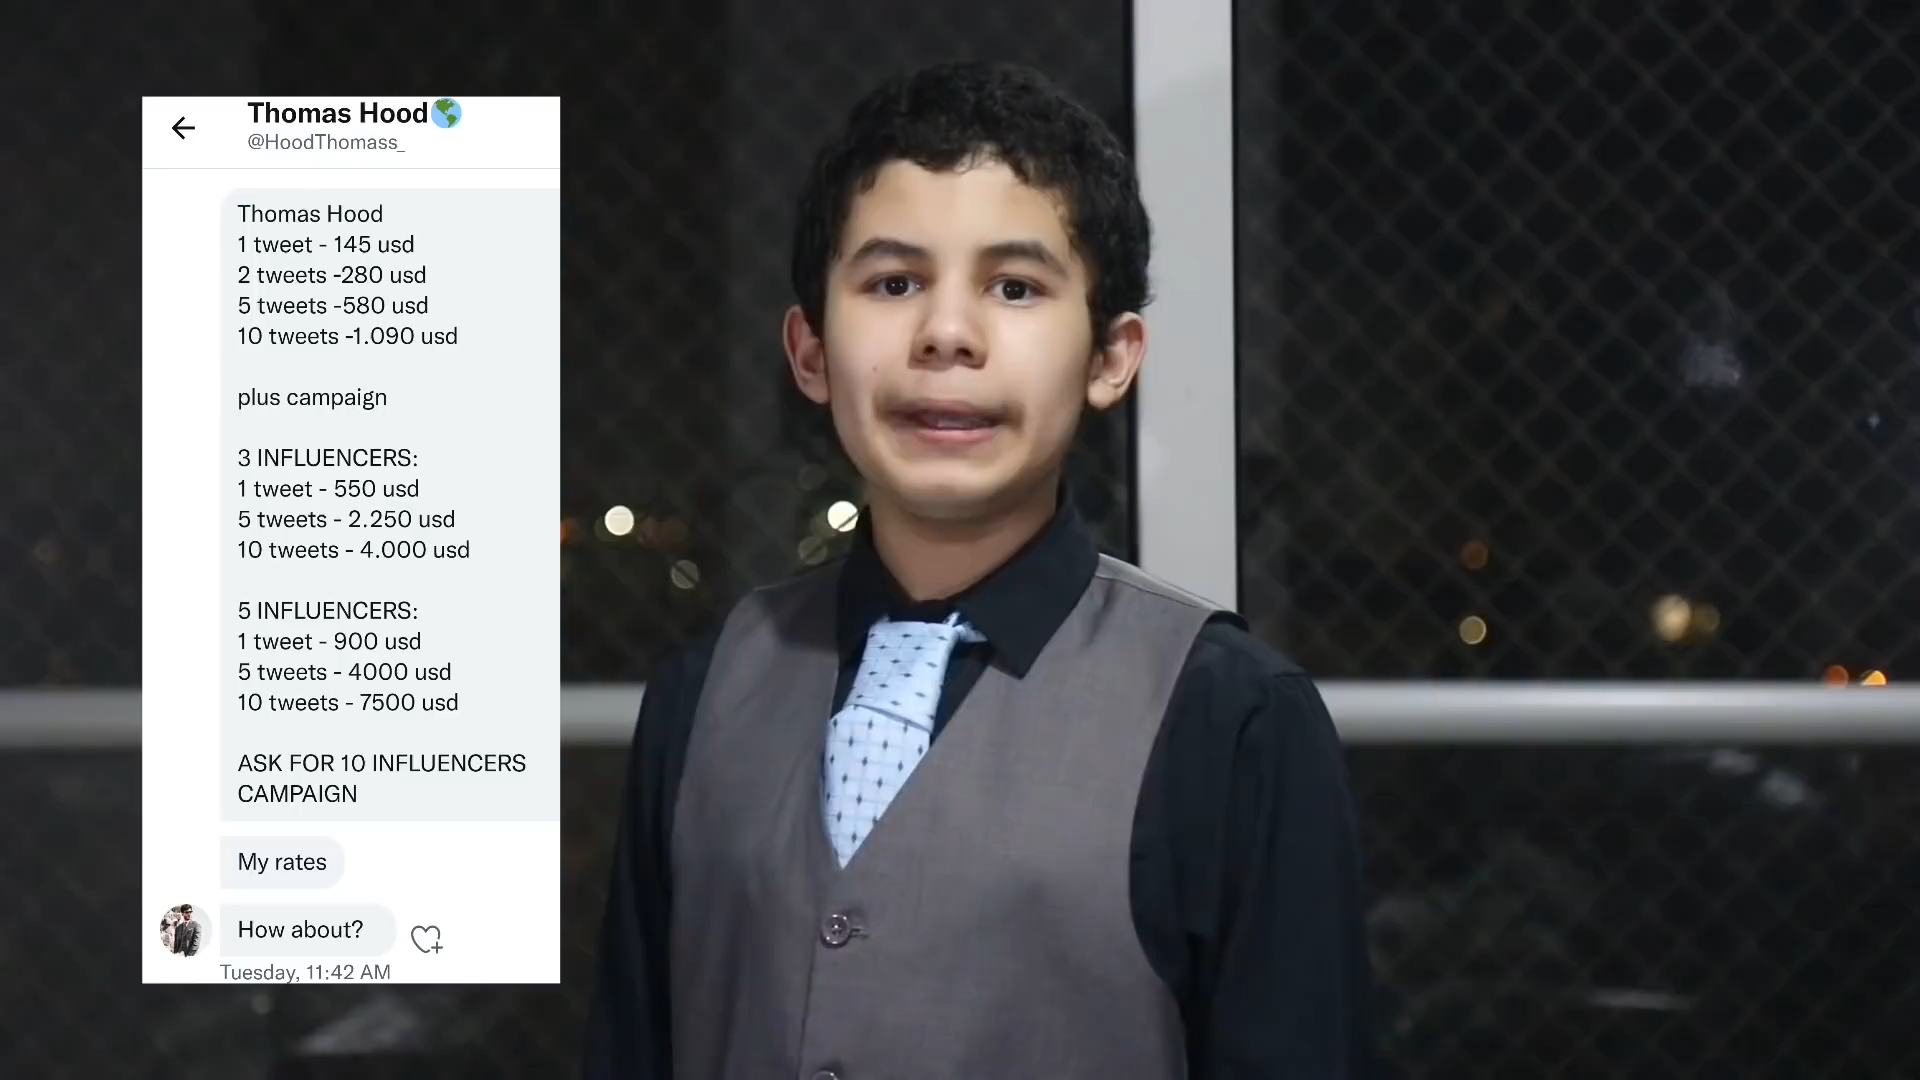 Thomas Hood🌎
@HoodThomass_
Thomas Hood
1 tweet - 145 usd
2 tweets -280 usd
5 tweets -580 usd
10 tweets -1.090 usd
plus campaign
3 INFLUENCERS:
1 tweet - 550 usd
5 tweets - 2.250 usd
10 tweets - 4.000 usd
5 INFLUENCERS:
1 tweet - 900 usd
5 tweets - 4000 usd
10 tweets - 7500 usd
ASK FOR 10 INFLUENCERS
CAMPAIGN
My rates
How about?
Tuesday, 11:42 AM